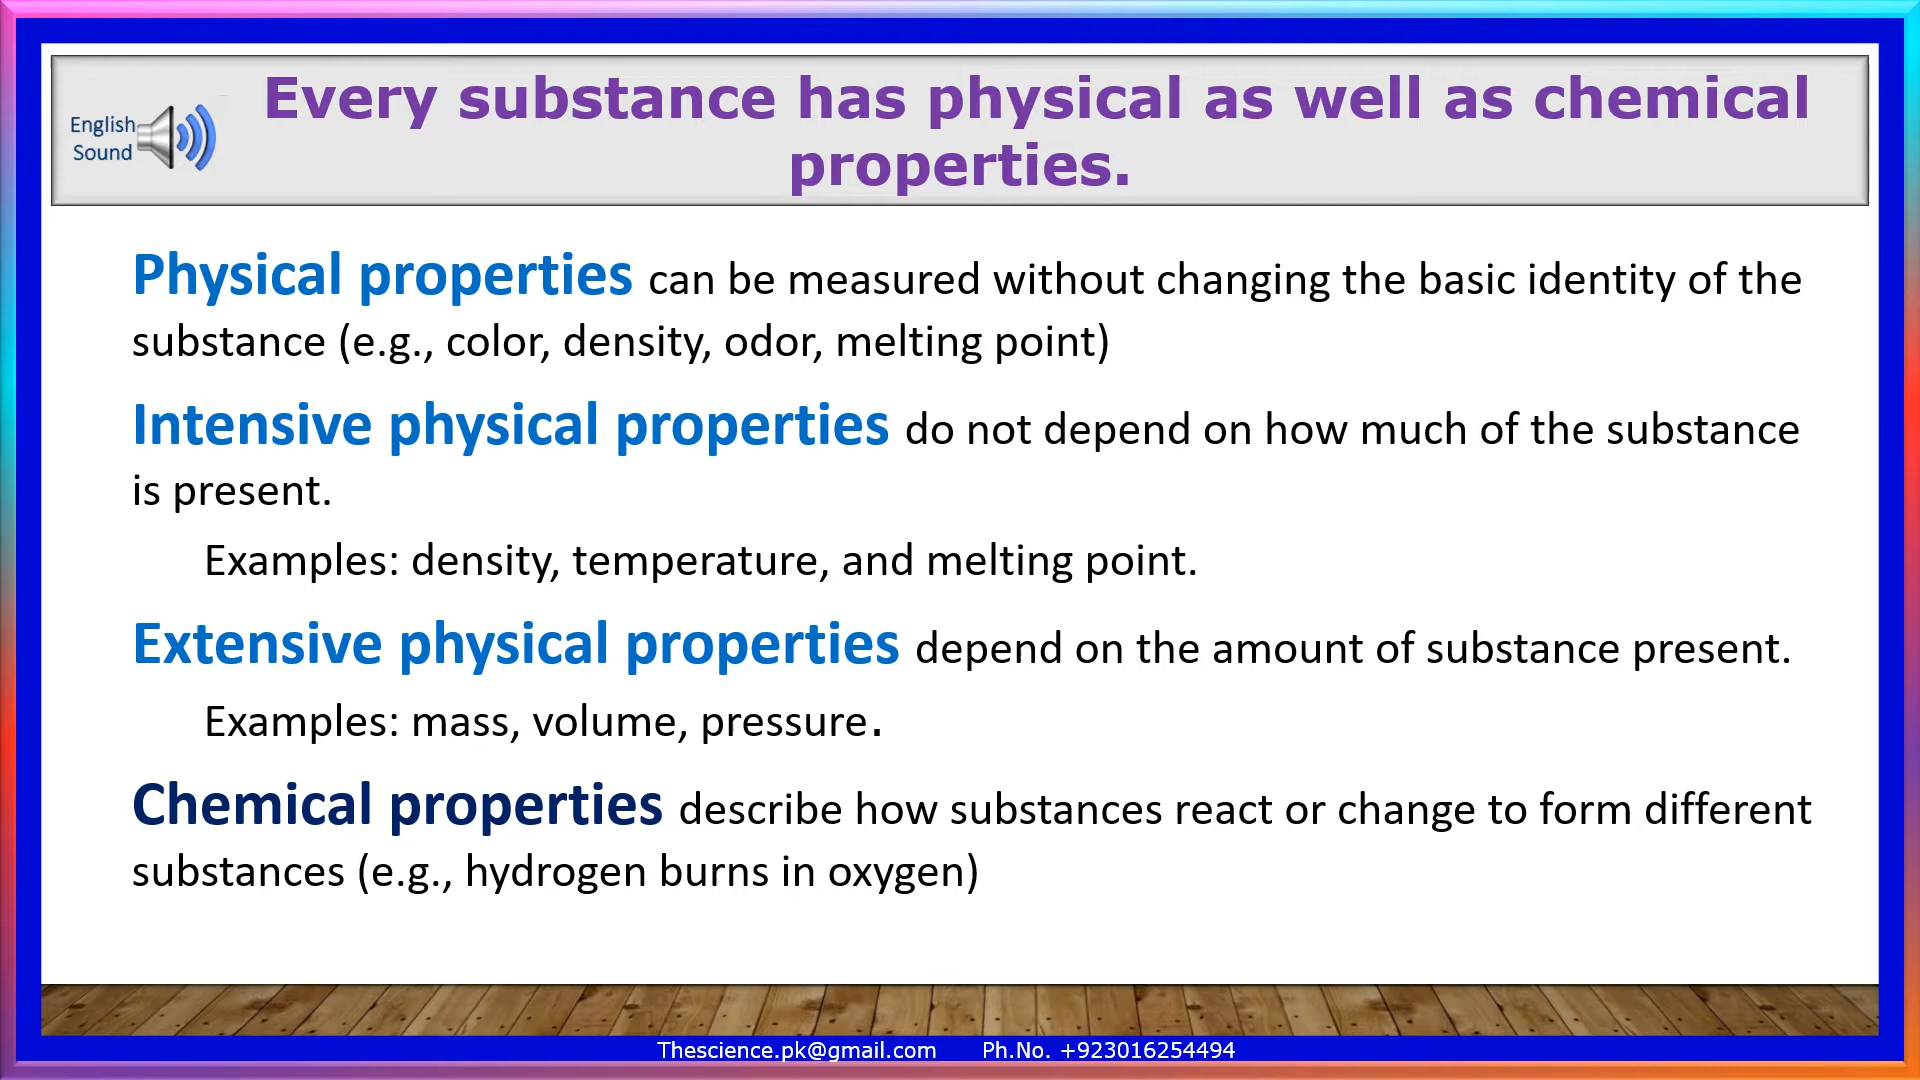 Every substance has physical as well as chemical
properties.
English
Sound
Physical properties can be measured without changing the basic identity of the
substance (e.g., color, density, odor, melting point)
Intensive physical properties do not depend on how much of the substance
is present.
Examples: density, temperature, and melting point.
Extensive physical properties depend on the amount of substance present.
Examples: mass, volume, pressure.
Chemical properties describe how substances react or change to form different
substances (e.g., hydrogen burns in oxygen)
Thescience.pk@gmail.com Ph.No. +923016254494